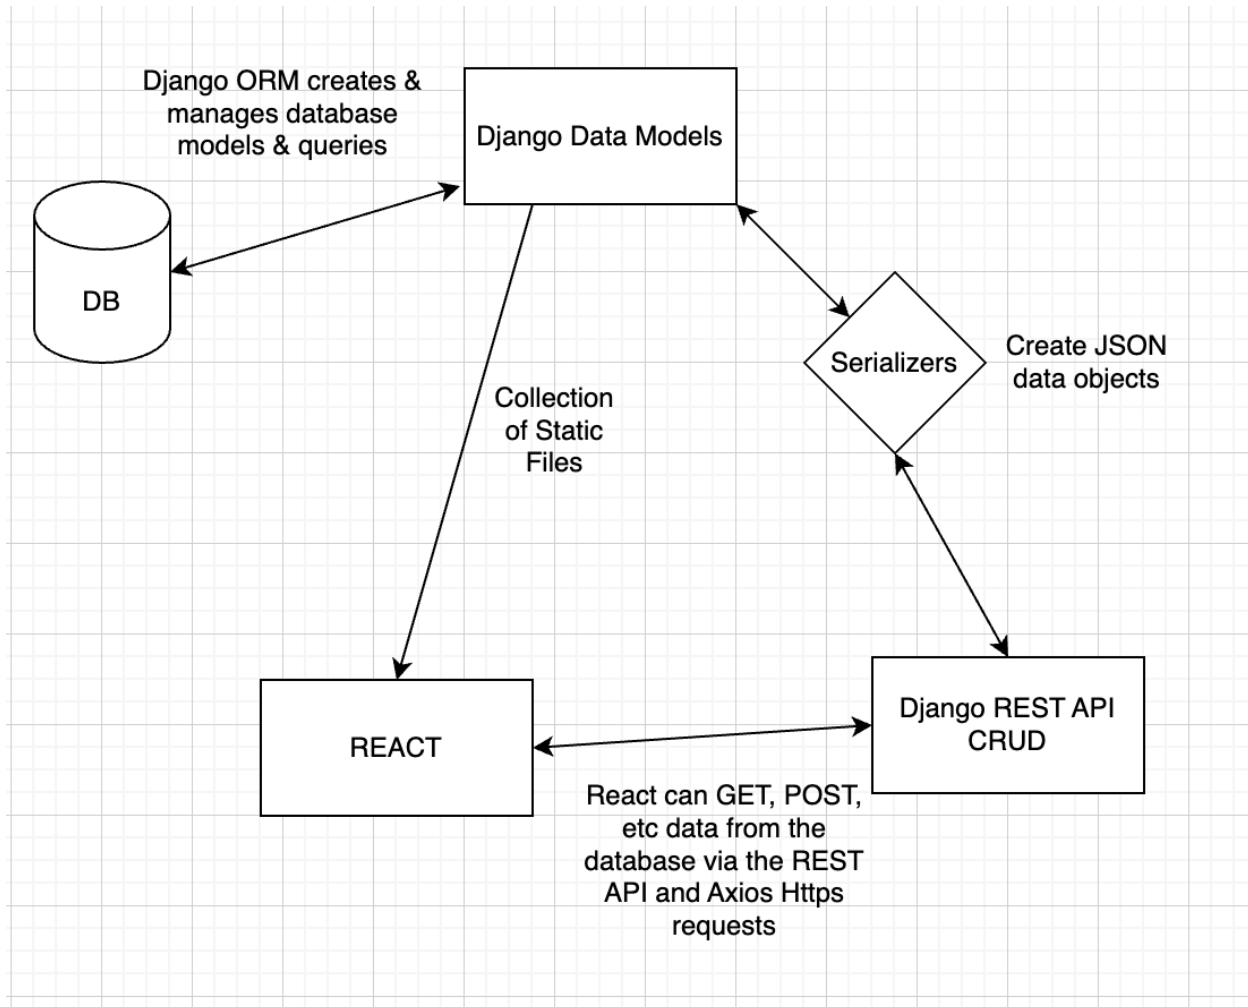 Django ORM creates &
manages database
models & queries
Django Data Models
DB
Serializers
Create JSON
data objects
Collection
of Static
Files
REACT
Django REST API
CRUD
React can GET, POST,
etc data from the
database via the REST
API and Axios Https
requests